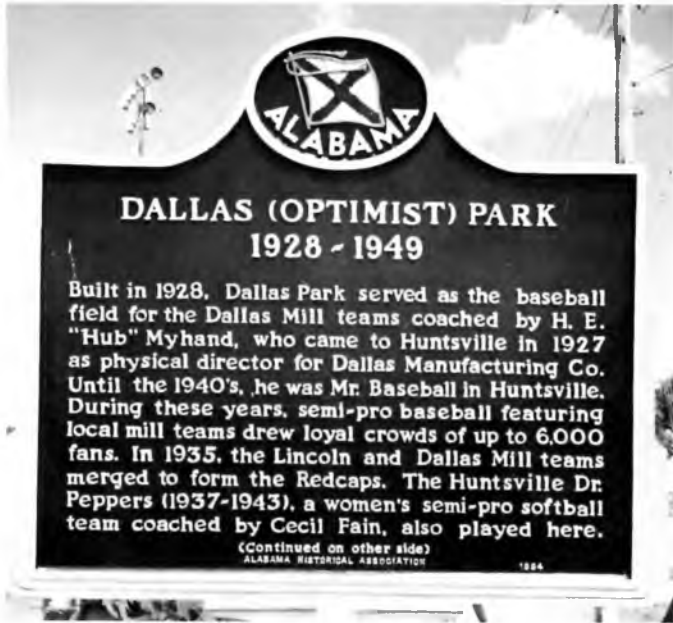 ALABAMA
DALLAS (OPTIMIST) PARK
1928-1949
Built in 1928, Dallas Park served as the baseball
field for the Dallas Mill teams coached by H. E.
"Hub" Myhand, who came to Huntsville in 1927
as physical director for Dallas Manufacturing Co.
Until the 1940's, he was Mr. Baseball in Huntsville.
During these years, semi-pro baseball featuring
local mill teams drew loyal crowds of up to 6,000
fans. In 1935, the Lincoln and Dallas Mill teams
merged to form the Redcaps. The Huntsville Dr.
Peppers (1937-1943), a women's semi-pro softball
team coached by Cecil Fain, also played here.
(Continued on other side)
ALABAMA HISTORICAL ASSOCIATION 1984